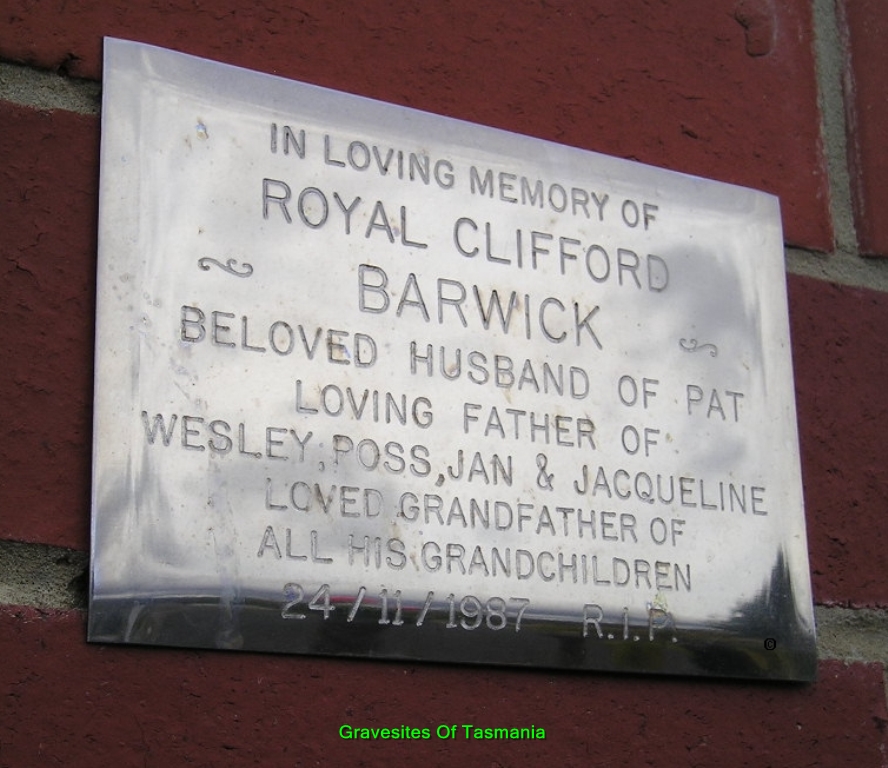 IN LOVING MEMORY OF
ROYAL CLIFFORD
BARWICK
BELOVED HUSBAND OF PAT
LOVING FATHER OF
WESLEY, POSS, JAN & JACQUELINE
LOVED GRANDFATHER OF
ALL HIS GRANDCHILDREN
24/11/1987 R.I.P.
©
Gravesites Of Tasmania